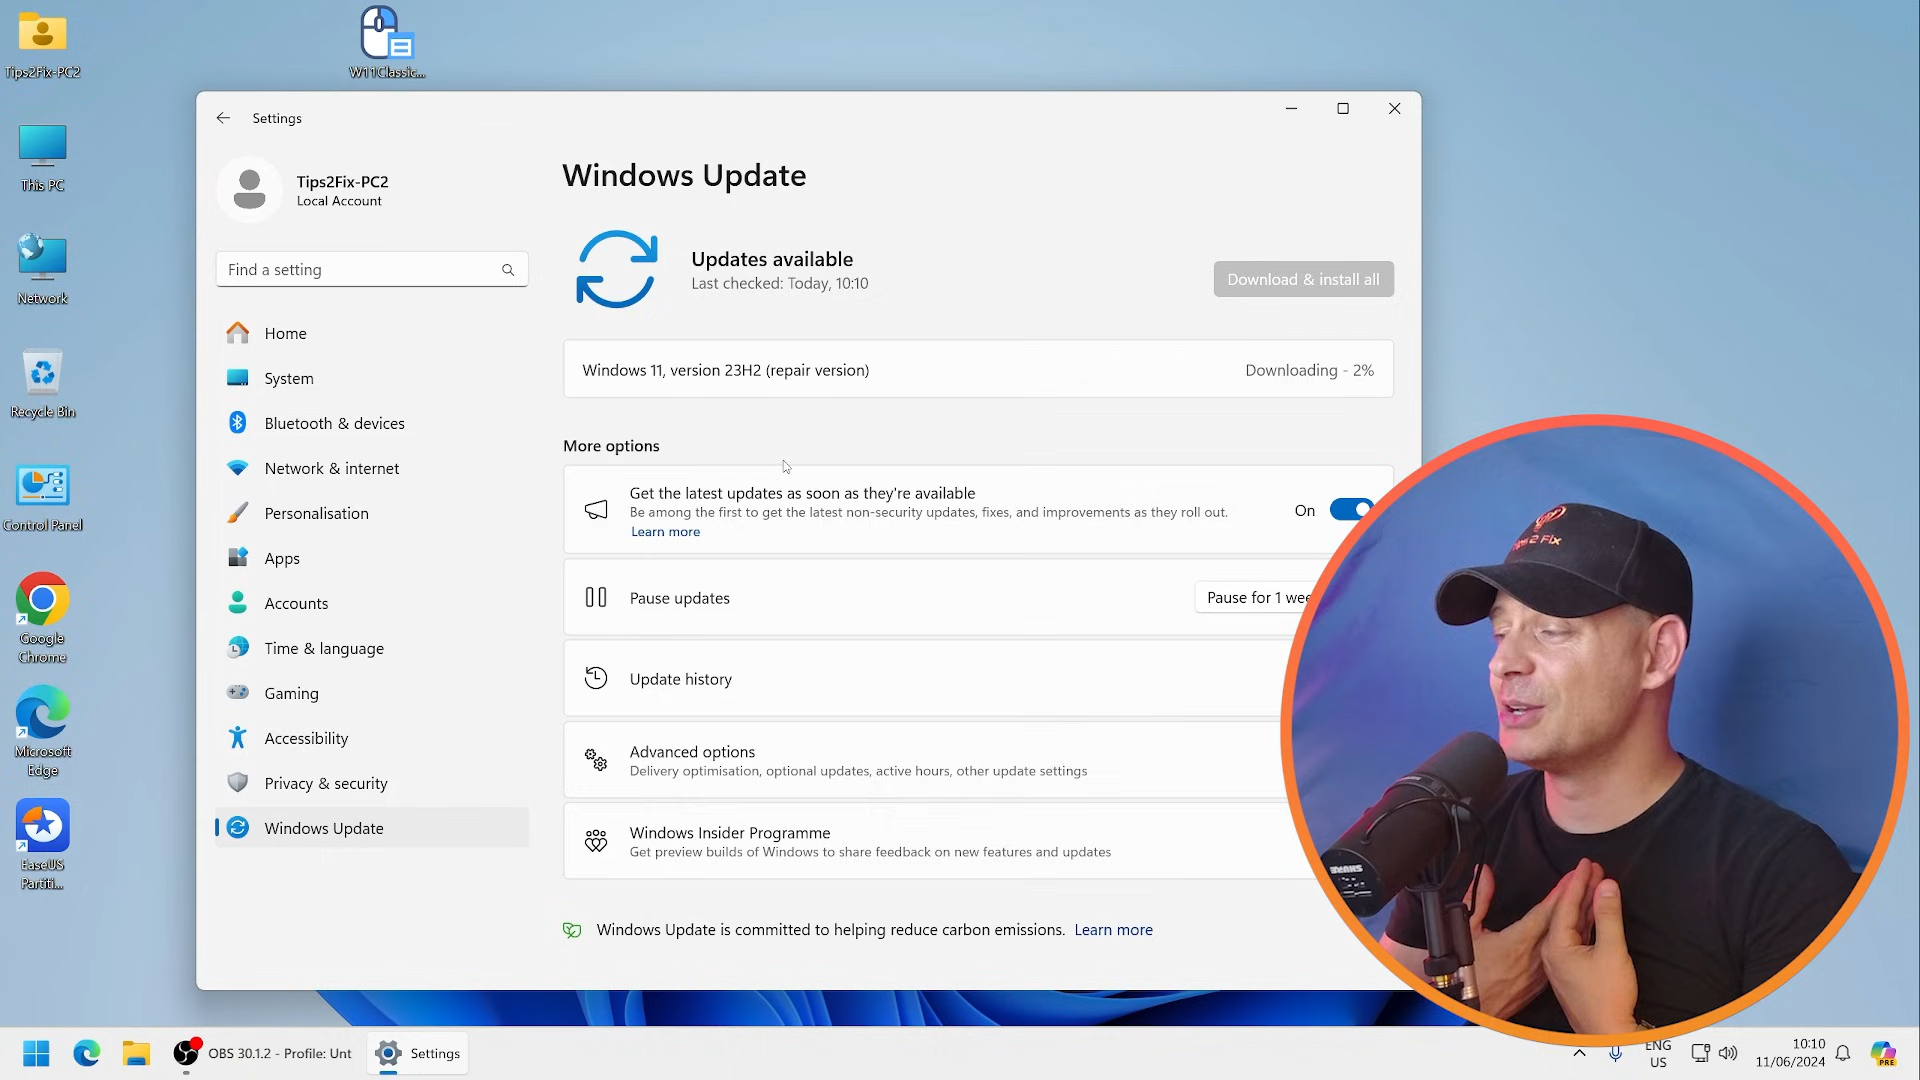 Tips2Fix-PC2
W11Classic...
This PC
Network
Recycle Bin
Control Panel
Google
Chrome
Microsoft
Edge
EaseUS
Partiti...
Settings
Tips2Fix-PC2
Local Account
Find a setting
Home
System
Bluetooth & devices
Network & internet
Personalisation
Apps
Accounts
Time & language
Gaming
Accessibility
Privacy & security
Windows Update
Windows Update
Updates available
Last checked: Today, 10:10
Download & install all
Windows 11, version 23H2 (repair version)
Downloading - 2%
More options
Get the latest updates as soon as they're available
Be among the first to get the latest non-security updates, fixes, and improvements as they roll out.
Learn more
On
Pause updates
Pause for 1 wee
Update history
Advanced options
Delivery optimisation, optional updates, active hours, other update settings
Windows Insider Programme
Get preview builds of Windows to share feedback on new features and updates
Windows Update is committed to helping reduce carbon emissions. Learn more
Tips 2 Fix
SHURE
OBS 30.1.2 - Profile: Unt
Settings
ENG
US
10:10
11/06/2024
PRE